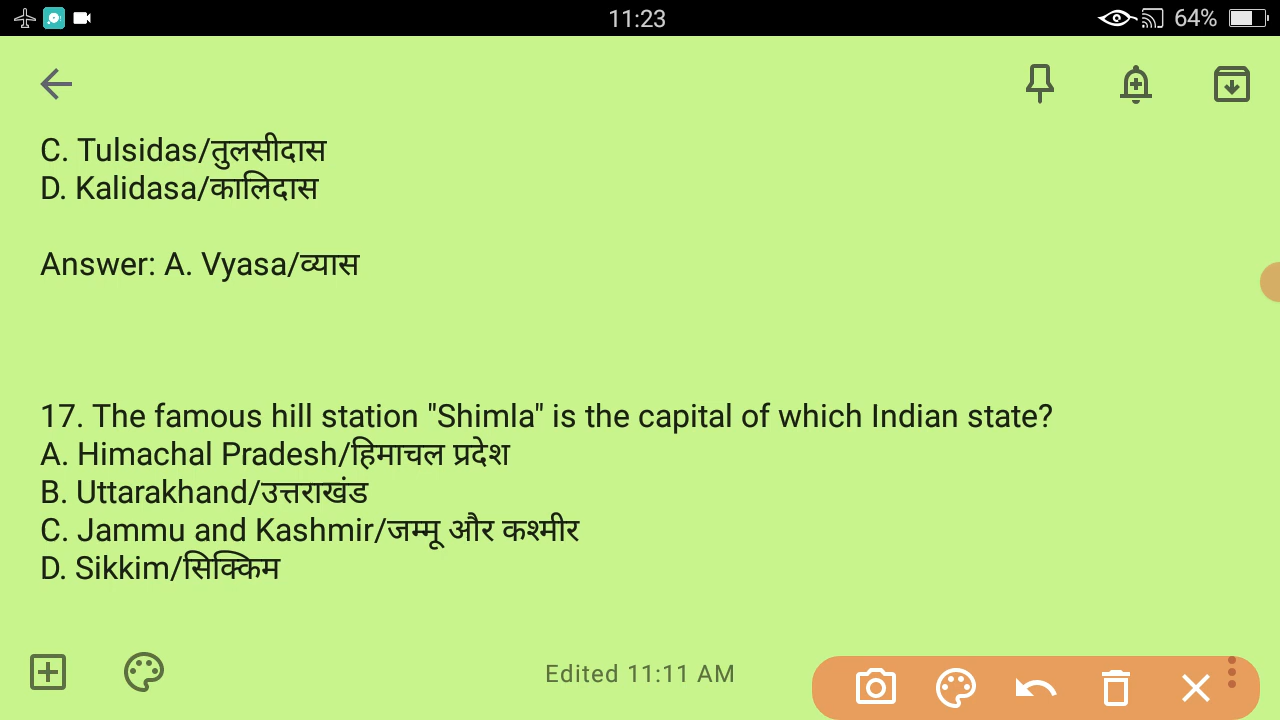 11:23
64%
C. Tulsidas/तुलसीदास
D. Kalidasa/कालिदास
Answer: A. Vyasa/व्यास
17. The famous hill station "Shimla" is the capital of which Indian state?
A. Himachal Pradesh/हिमाचल प्रदेश
B. Uttarakhand/उत्तराखंड
C. Jammu and Kashmir/जम्मू और कश्मीर
D. Sikkim/सिक्किम
Edited 11:11 AM